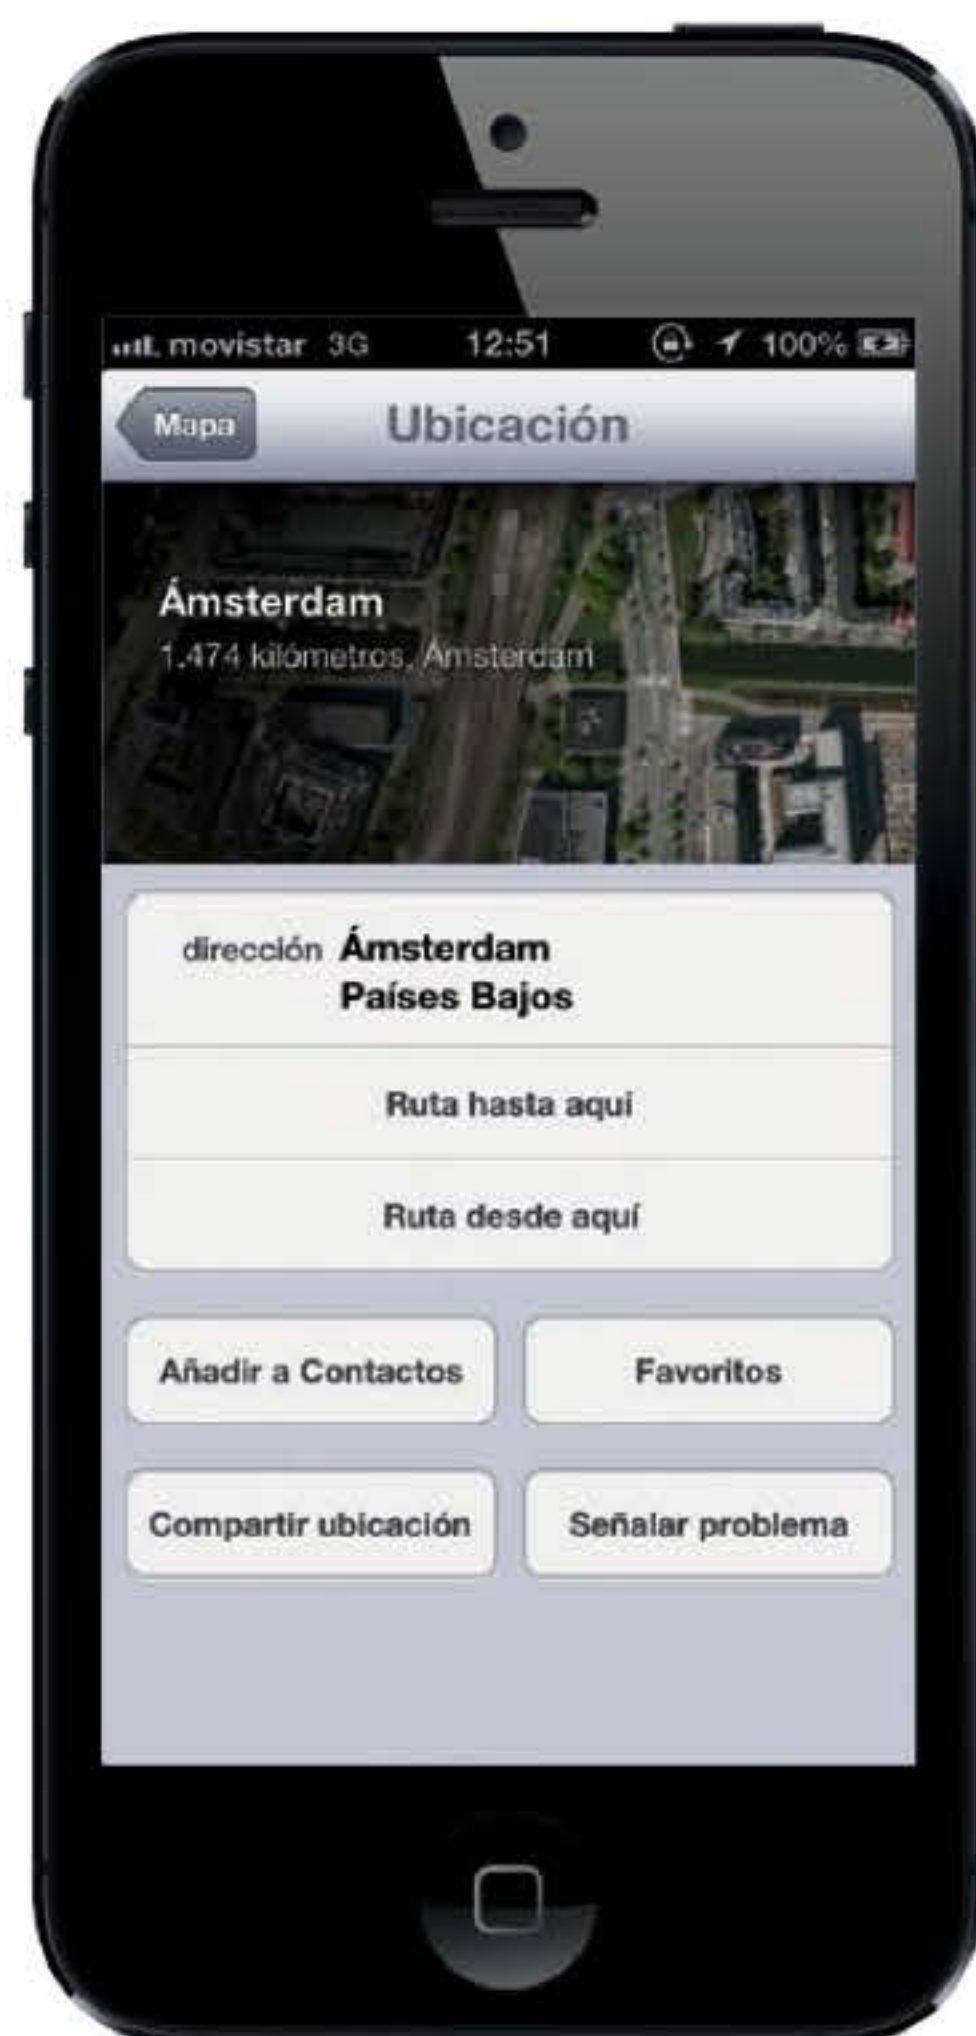 movistar 3G 12:51 100%
Mapa Ubicación
Ámsterdam
1.474 kilómetros, Ámsterdam
dirección Ámsterdam
Países Bajos
Ruta hasta aquí
Ruta desde aquí
Añadir a Contactos Favoritos
Compartir ubicación Señalar problema